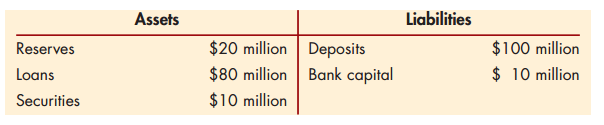 Assets Liabilities
Reserves $20 million Deposits $100 million
Loans $80 million Bank capital $ 10 million
Securities $10 million